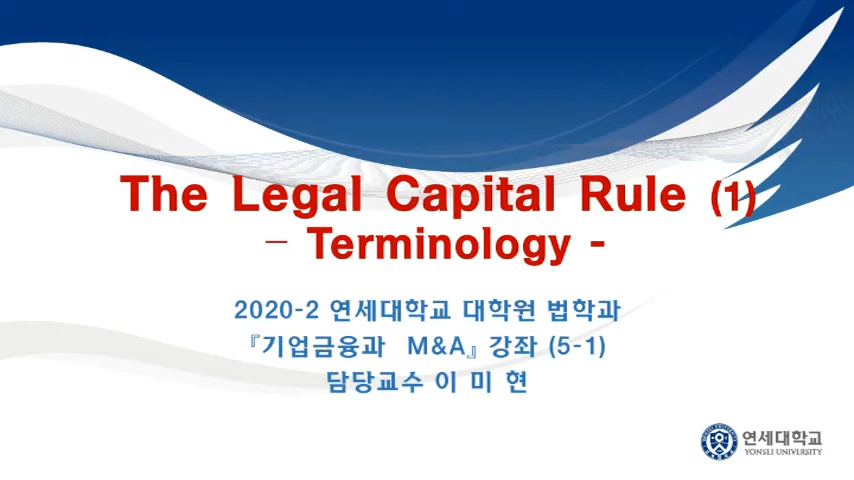 The Legal Capital Rule (1)
– Terminology -
2020-2 연세대학교 대학원 법학과
『기업금융과 M&A』 강좌 (5-1)
담당교수 이 미 현
연세대학교
YONSEI UNIVERSITY